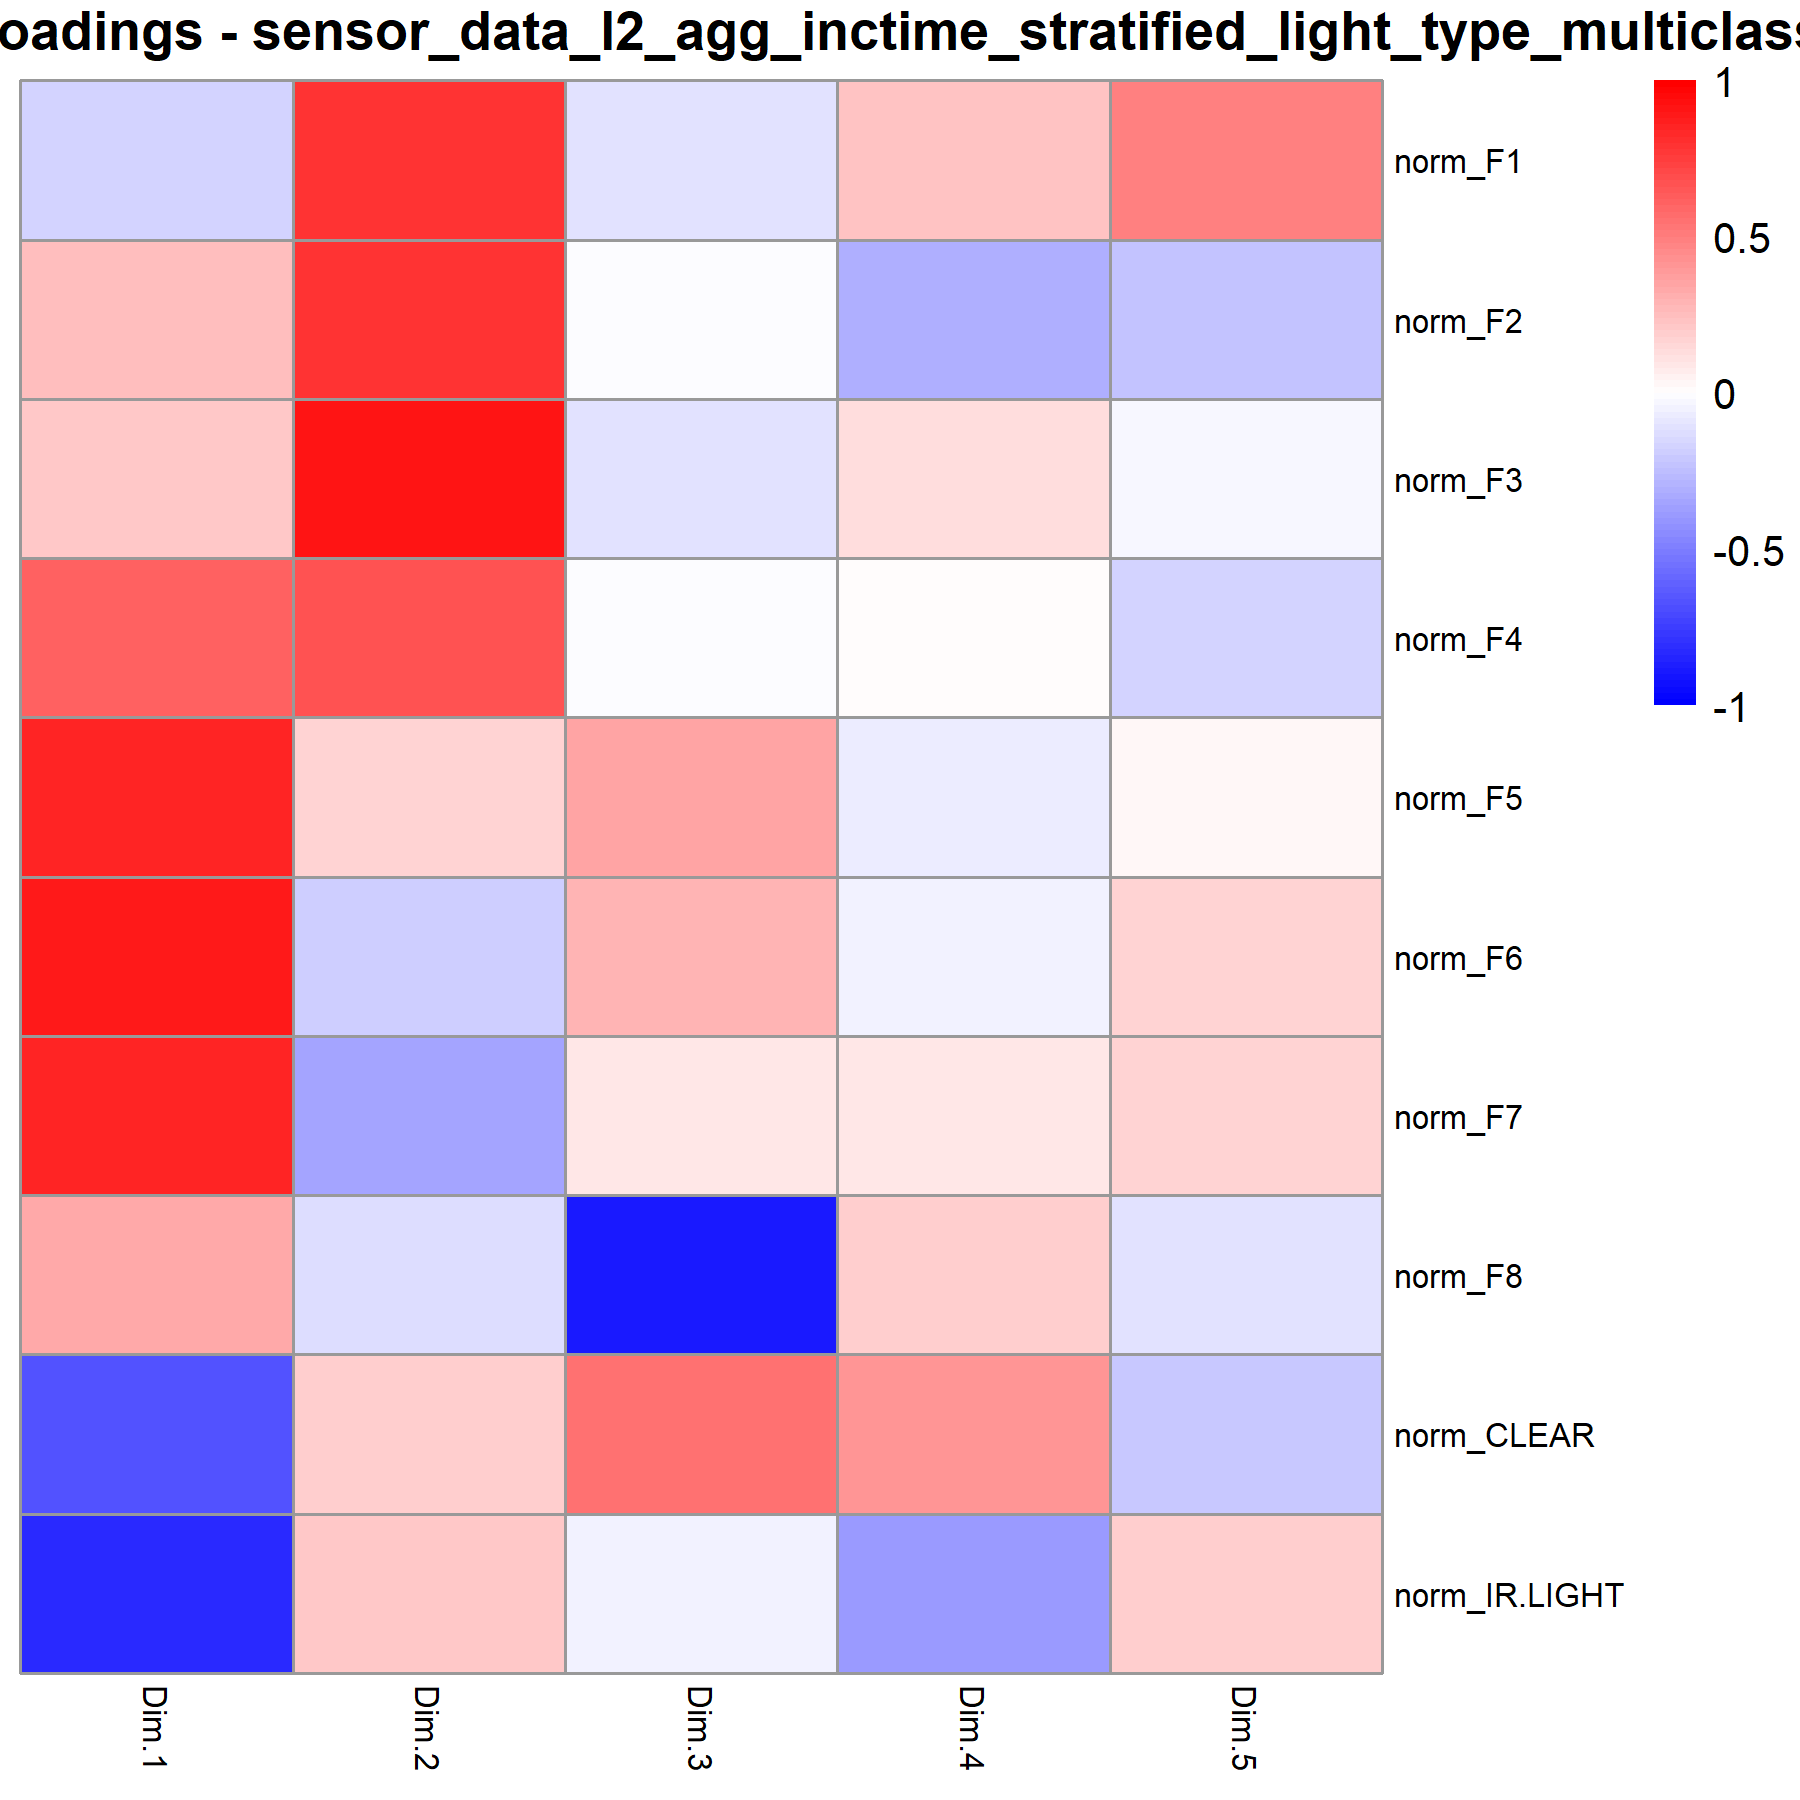 oadings - sensor_data_l2_agg_inctime_stratified_light_type_multiclass
1
0.5
0
-0.5
-1
norm_F1
norm_F2
norm_F3
norm_F4
norm_F5
norm_F6
norm_F7
norm_F8
norm_CLEAR
norm_IR.LIGHT
Dim.1
Dim.2
Dim.3
Dim.4
Dim.5